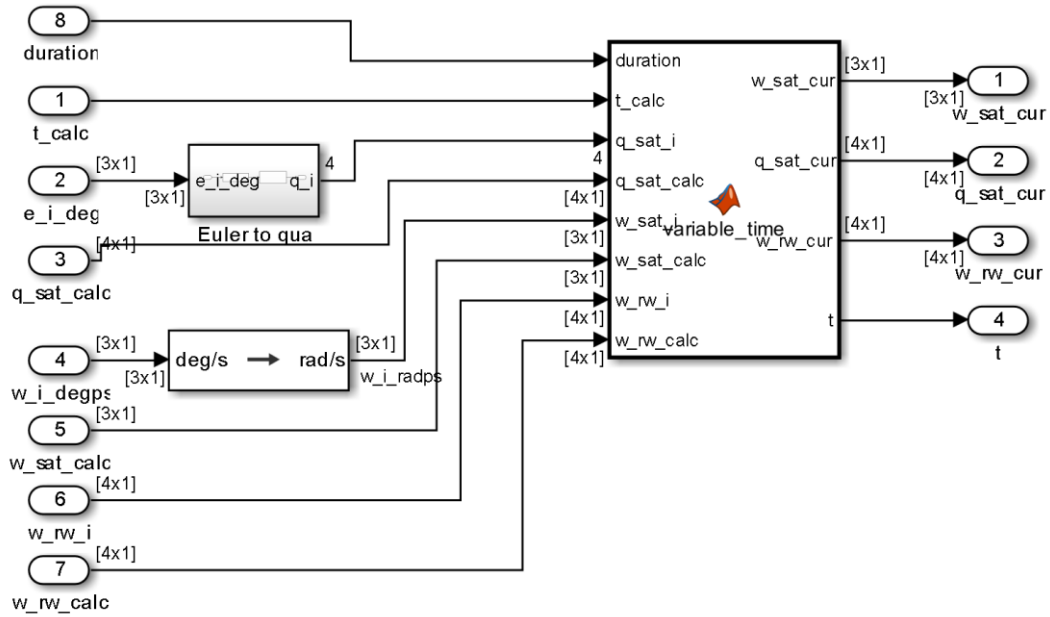 8
duration
1
t_calc
[3x1]
2
[3x1]
e_i_deg
e_i_deg
q_i
4
Euler to qua
[4x1]
3
q_sat_calc
[3x1]
4
[3x1]
w_i_degps
deg/s
rad/s
[3x1]
w_i_radps
[3x1]
5
w_sat_calc
[4x1]
6
w_rw_i
[4x1]
7
w_rw_calc
duration
t_calc
q_sat_i
4
q_sat_calc
[4x1]
w_sat_i
[3x1]
w_sat_calc
[3x1]
w_rw_i
[4x1]
w_rw_calc
[4x1]
variable_time
w_sat_cur
q_sat_cur
w_rw_cur
t
[3x1]
1
[3x1]
w_sat_cur
[4x1]
2
[4x1]
q_sat_cur
[4x1]
3
[4x1]
w_rw_cur
4
t